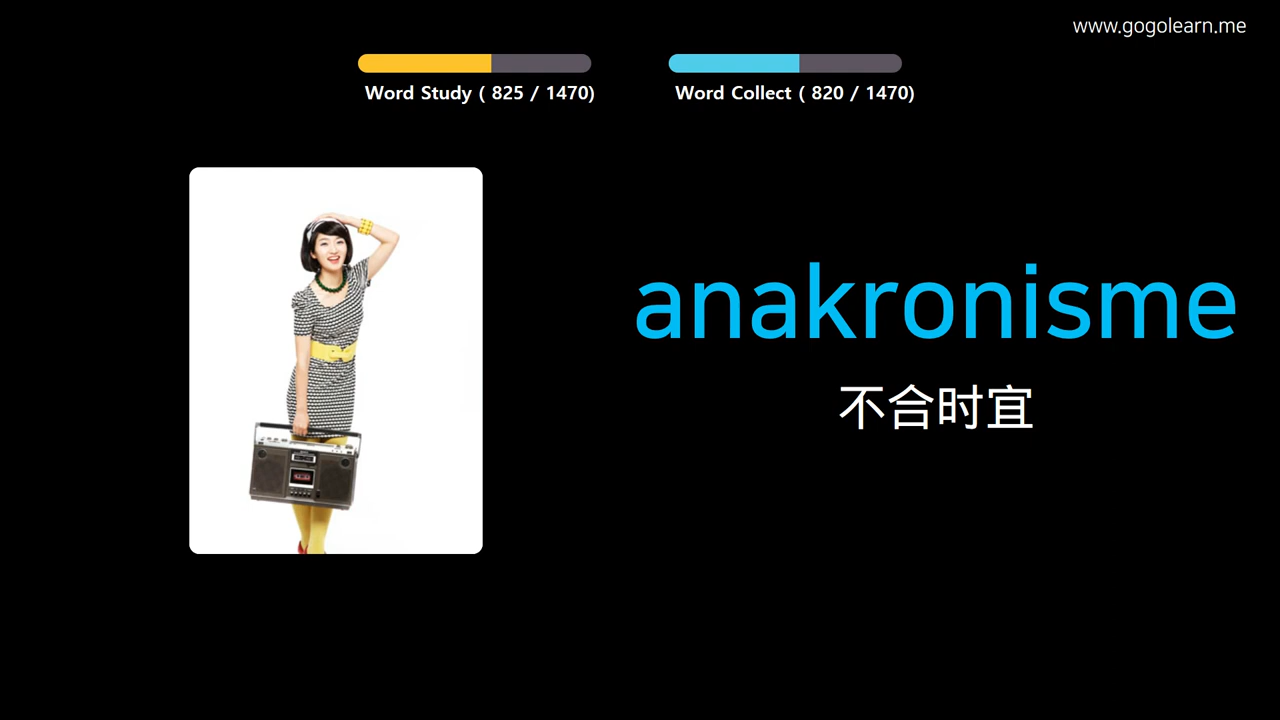 www.gogolearn.me
Word Study ( 825 / 1470)
Word Collect ( 820 / 1470)
anakronisme
不合时宜